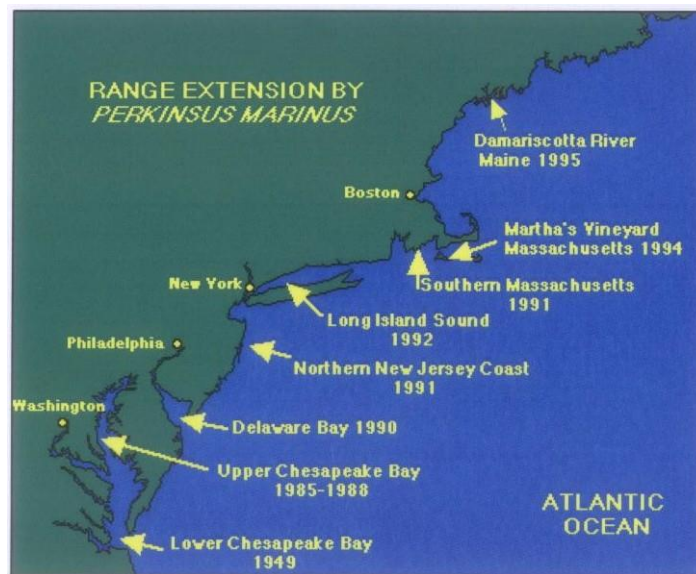 RANGE EXTENSION BY
PERKINSUS MARINUS
Damariscotta River
Maine 1995
Boston
Martha's Vineyard
Massachusetts 1994
Southern Massachusetts
1991
New York
Long Island Sound
1992
Philadelphia
Northern New Jersey Coast
1991
Washington
Delaware Bay 1990
Upper Chesapeake Bay
1985-1988
ATLANTIC
OCEAN
Lower Chesapeake Bay
1949